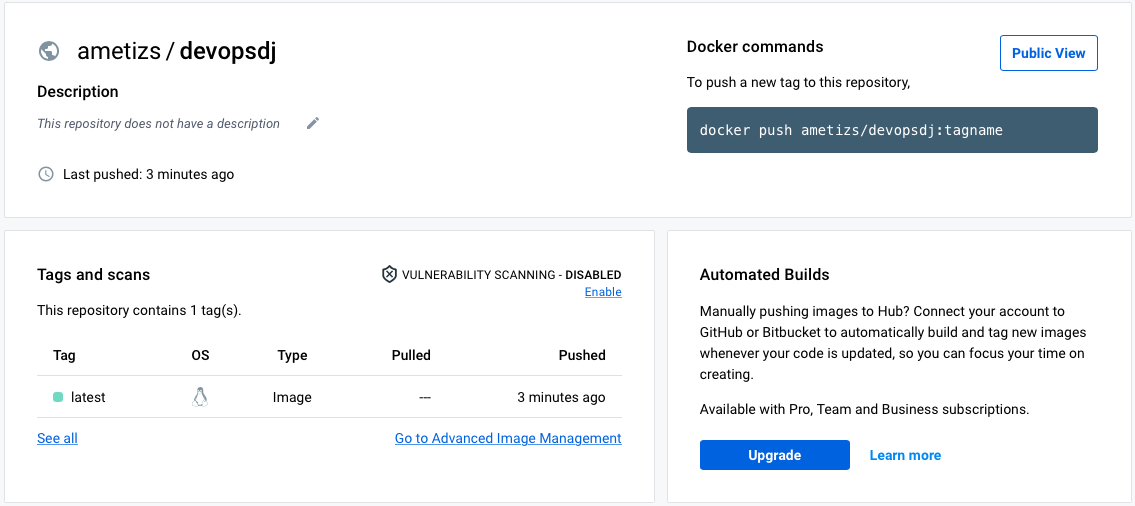 ametizs / devopsdj
Description
This repository does not have a description
Last pushed: 3 minutes ago
Docker commands
Public View
To push a new tag to this repository,
docker push ametizs/devopsdj:tagname
Tags and scans
VULNERABILITY SCANNING - DISABLED
Enable
This repository contains 1 tag(s).
Tag OS Type Pulled Pushed
latest Image --- 3 minutes ago
See all
Go to Advanced Image Management
Automated Builds
Manually pushing images to Hub? Connect your account to
GitHub or Bitbucket to automatically build and tag new images
whenever your code is updated, so you can focus your time on
creating.
Available with Pro, Team and Business subscriptions.
Upgrade
Learn more